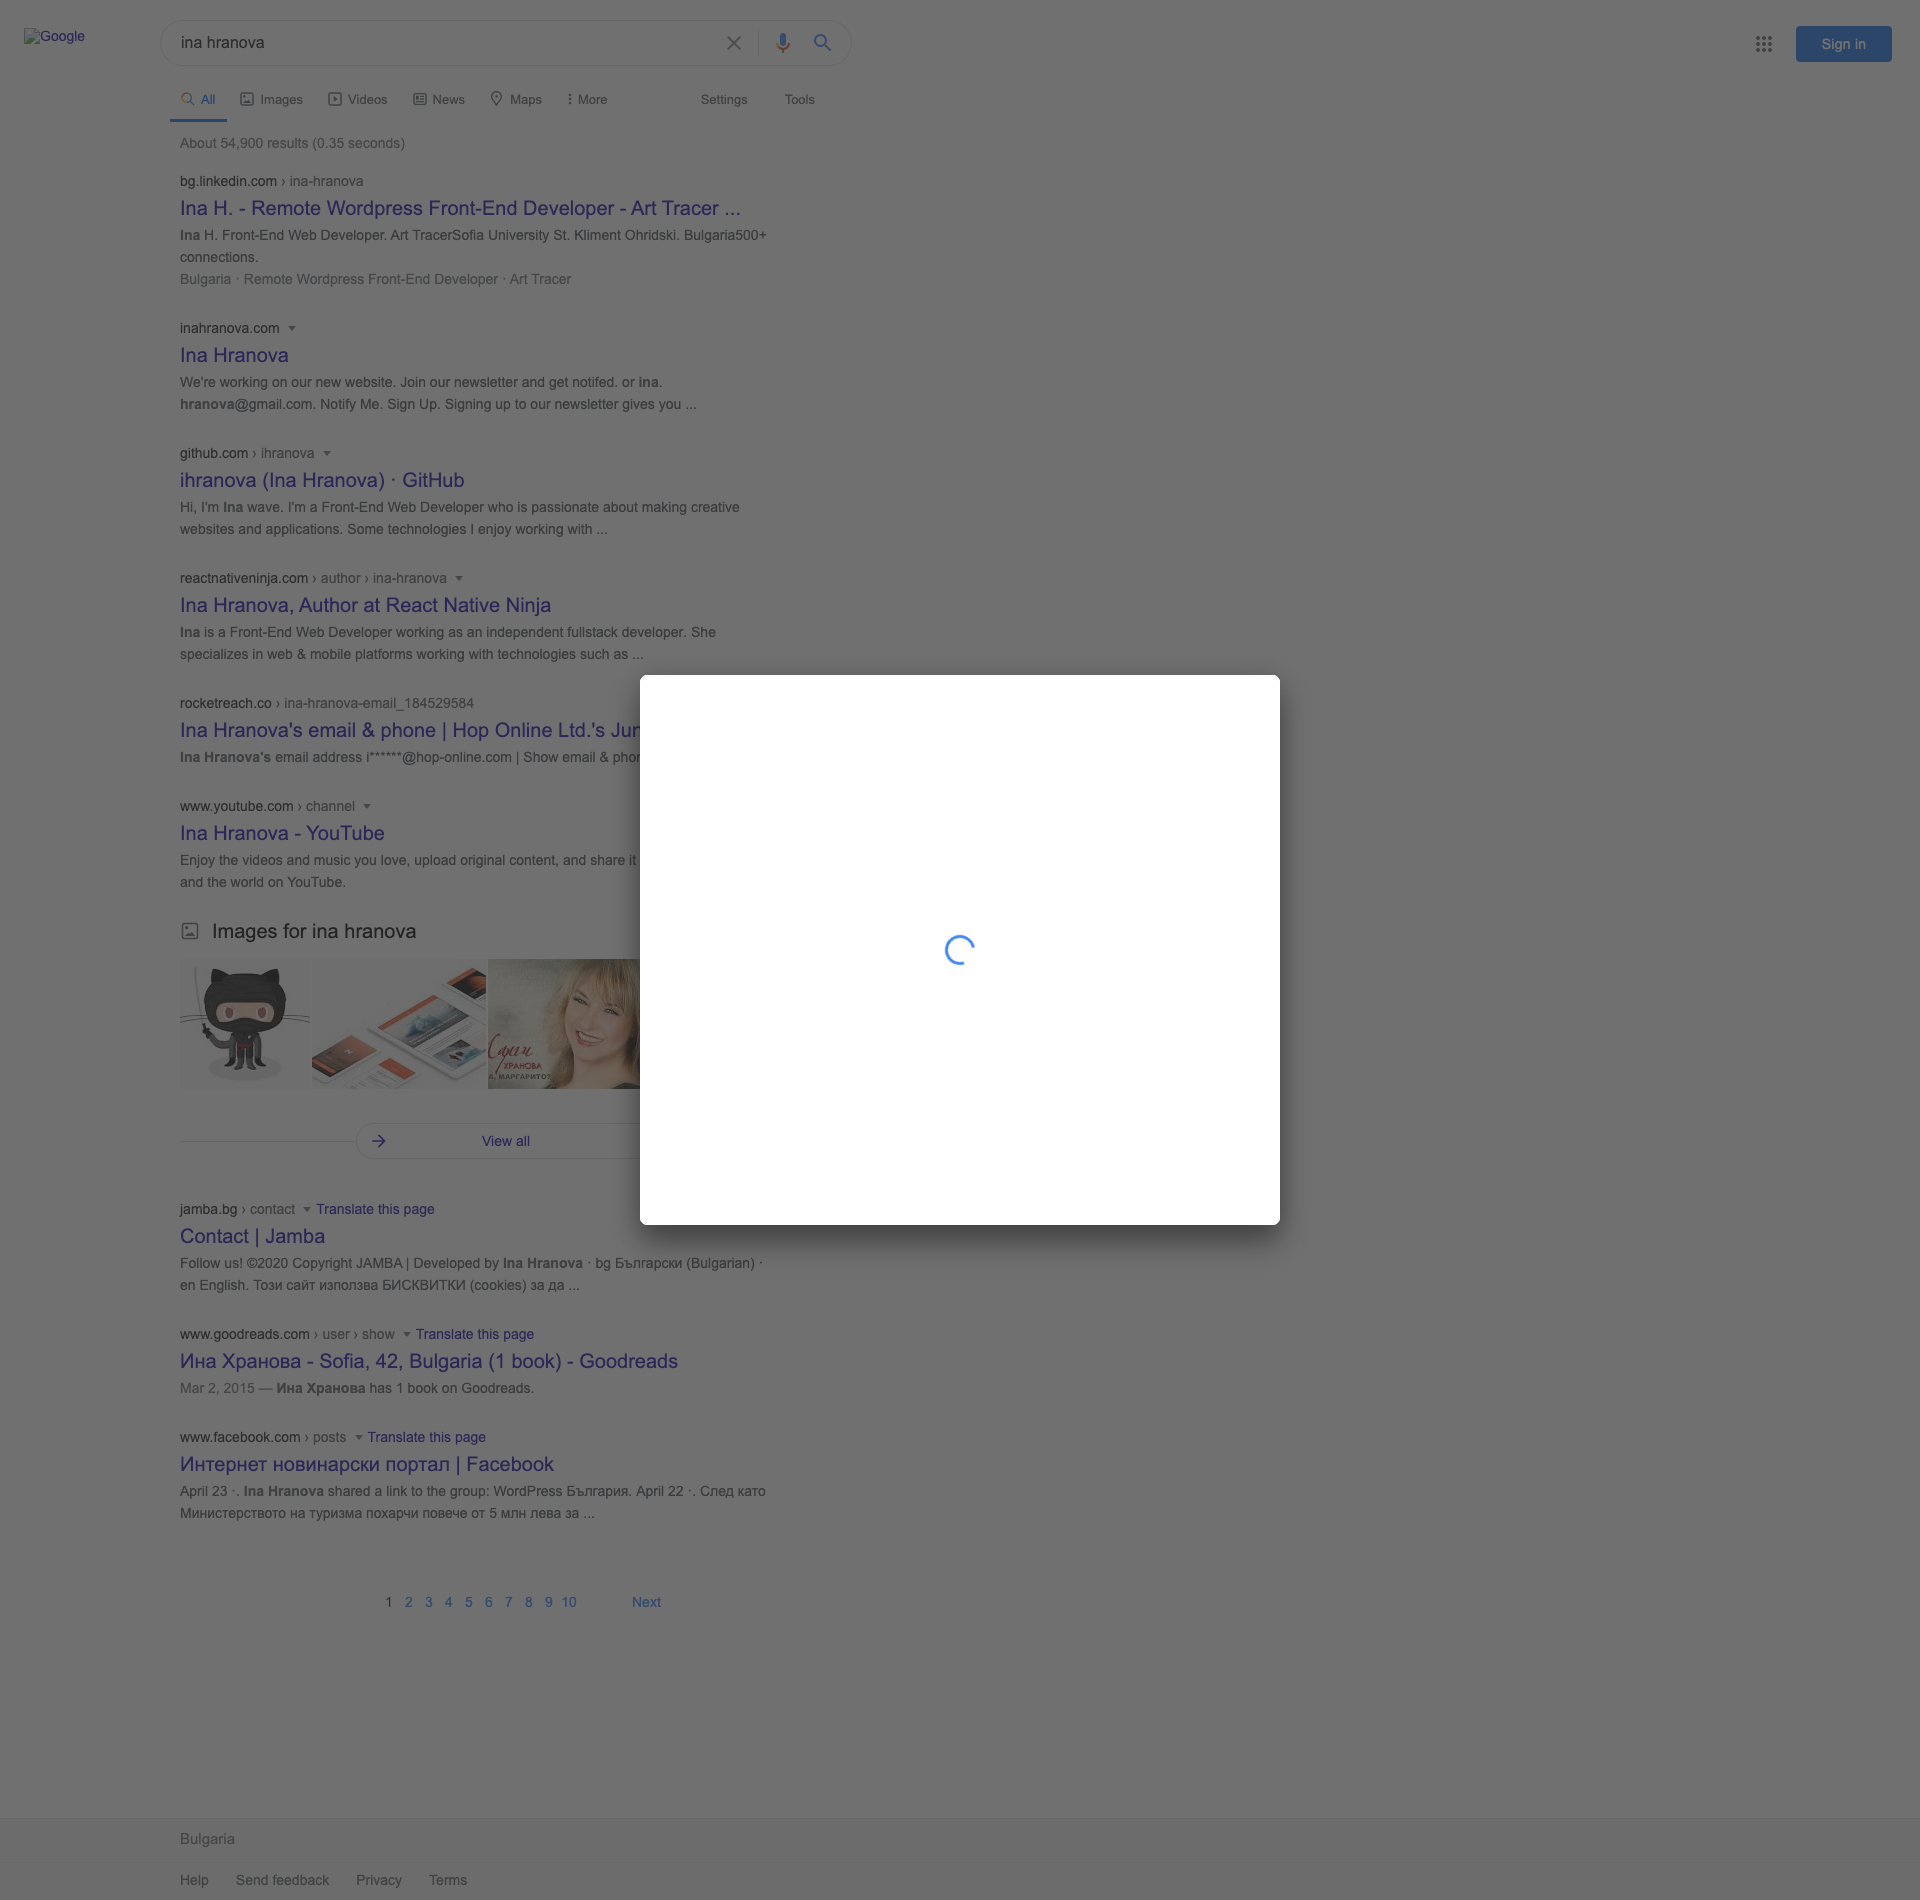 Google
ina hranova
Sign in
All Images Videos News Maps More Settings Tools
About 54,900 results (0.35 seconds)
bg.linkedin.com › ina-hranova
Ina H. - Remote Wordpress Front-End Developer - Art Tracer ...
Ina H. Front-End Web Developer. Art TracerSofia University St. Kliment Ohridski. Bulgaria500+
connections.
Bulgaria · Remote Wordpress Front-End Developer · Art Tracer
inahranova.com
Ina Hranova
We're working on our new website. Join our newsletter and get notifed. or ina.
hranova@gmail.com. Notify Me. Sign Up. Signing up to our newsletter gives you ...
github.com › ihranova
ihranova (Ina Hranova) · GitHub
Hi, I'm Ina wave. I'm a Front-End Web Developer who is passionate about making creative
websites and applications. Some technologies I enjoy working with ...
reactnativeninja.com › author › ina-hranova
Ina Hranova, Author at React Native Ninja
Ina is a Front-End Web Developer working as an independent fullstack developer. She
specializes in web & mobile platforms working with technologies such as ...
rocketreach.co › ina-hranova-email_184529584
Ina Hranova's email & phone | Hop Online Ltd.'s Jun
Ina Hranova's email address i******@hop-online.com | Show email & phon
www.youtube.com › channel
Ina Hranova - YouTube
Enjoy the videos and music you love, upload original content, and share it
and the world on YouTube.
Images for ina hranova
ХРАНОВА
А, МАРГАРИТО?
View all
jamba.bg › contact Translate this page
Contact | Jamba
Follow us! ©2020 Copyright JAMBA | Developed by Ina Hranova · bg Български (Bulgarian) ·
en English. Този сайт използва БИСКВИТКИ (cookies) за да ...
www.goodreads.com › user › show Translate this page
Ина Хранова - Sofia, 42, Bulgaria (1 book) - Goodreads
Mar 2, 2015 — Ина Хранова has 1 book on Goodreads.
www.facebook.com › posts Translate this page
Интернет новинарски портал | Facebook
April 23 ·. Ina Hranova shared a link to the group: WordPress България. April 22 ·. След като
Министерството на туризма похарчи повече от 5 млн лева за ...
1 2 3 4 5 6 7 8 9 10 Next
Bulgaria
Help Send feedback Privacy Terms